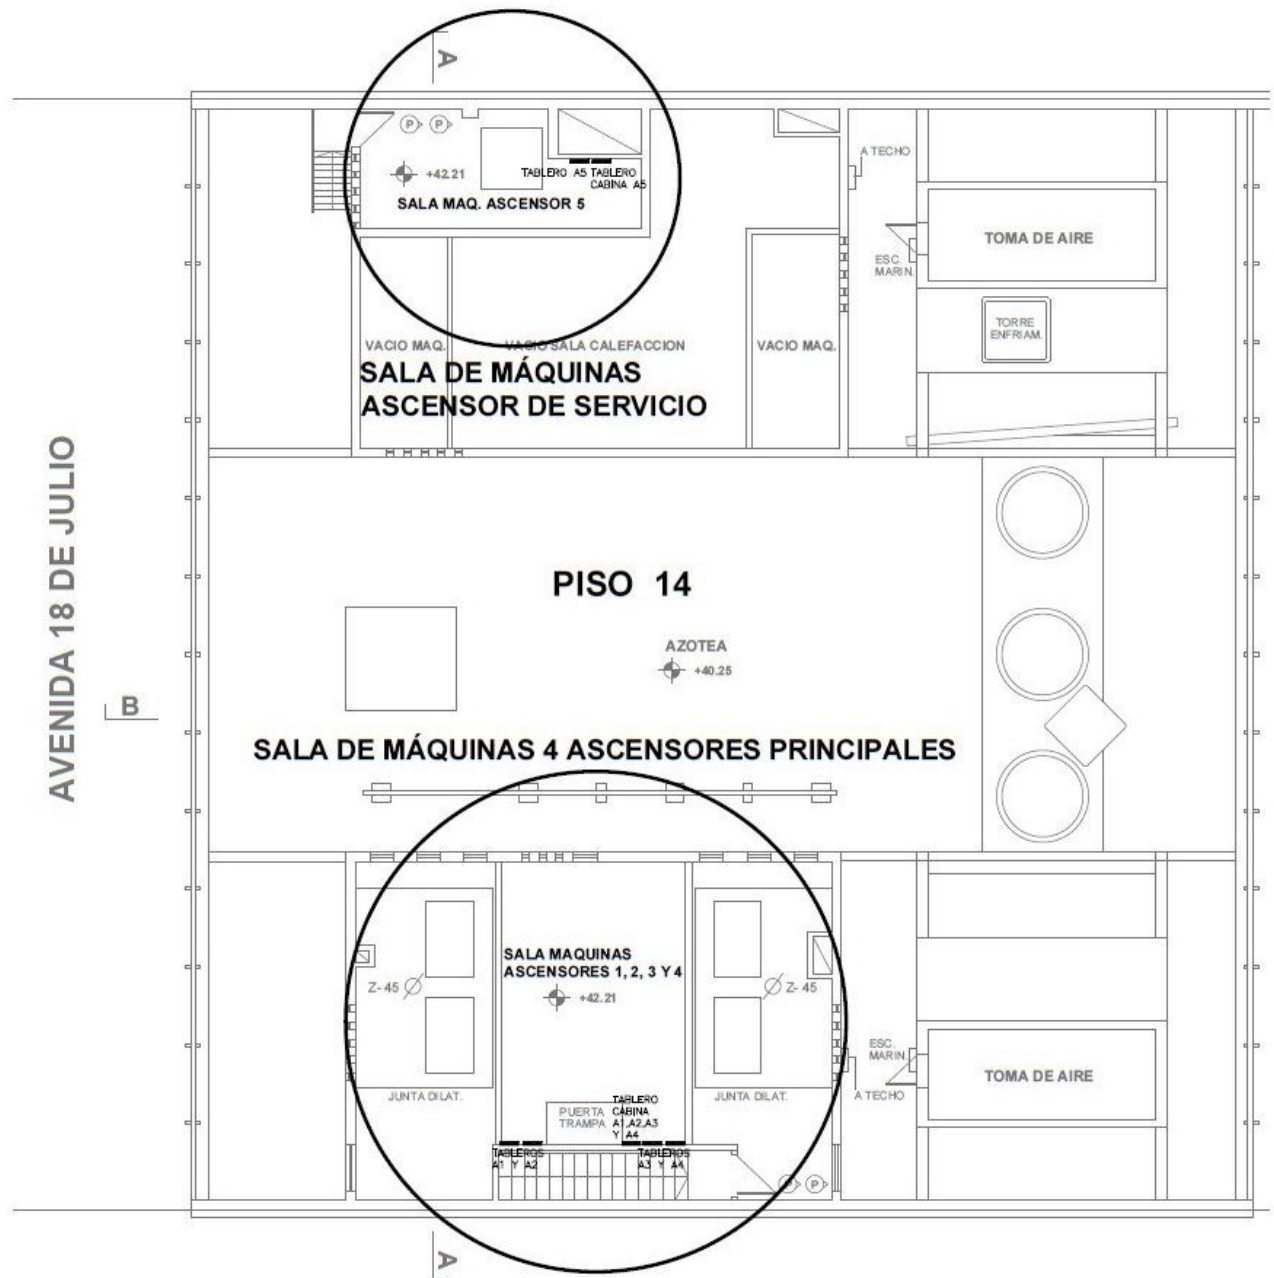 A
P P
A TECHO
+42.21
TABLERO A5 TABLERO
CABINA A5
SALA MAQ. ASCENSOR 5
TOMA DE AIRE
ESC.
MARIN.
TORRE
ENFRIAM.
VACIO MAQ.
VACIO SALA CALEFACCION
VACIO MAQ.
SALA DE MÁQUINAS
ASCENSOR DE SERVICIO
AVENIDA 18 DE JULIO
PISO 14
AZOTEA
+40.25
B
SALA DE MÁQUINAS 4 ASCENSORES PRINCIPALES
SALA MAQUINAS
ASCENSORES 1, 2, 3 Y 4
Z- 45
Z- 45
+42.21
ESC.
MARIN.
TOMA DE AIRE
JUNTA DILAT.
JUNTA DILAT.
A TECHO
PUERTA
TRAMPA
TABLERO
CABINA
A1,A2,A3
Y A4
TABLEROS
A1 Y A2
TABLEROS
A3 Y A4
P P
A